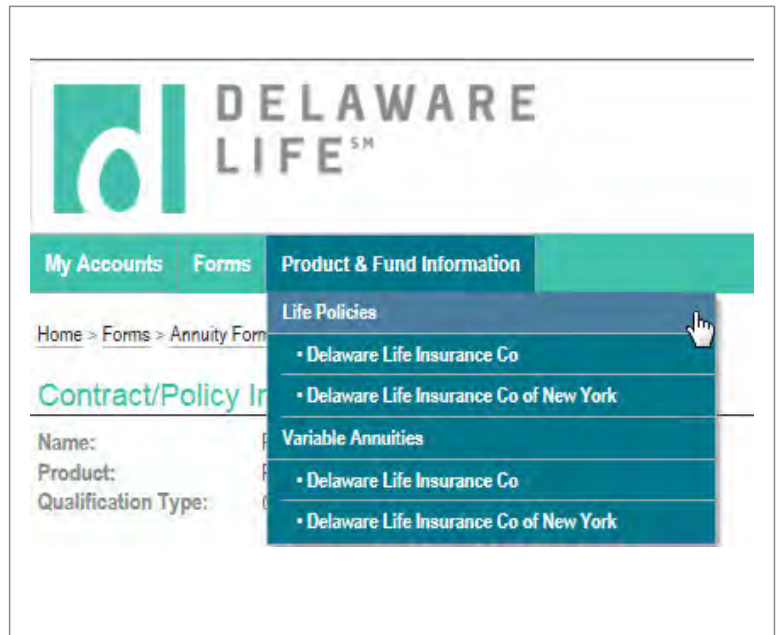 DELAWARE
LIFE℠
My Accounts Forms Product & Fund Information
Life Policies
Home > Forms > Annuity Form
• Delaware Life Insurance Co
Contract/Policy
• Delaware Life Insurance Co of New York
Name:
Variable Annuities
Product:
• Delaware Life Insurance Co
Qualification Type:
• Delaware Life Insurance Co of New York